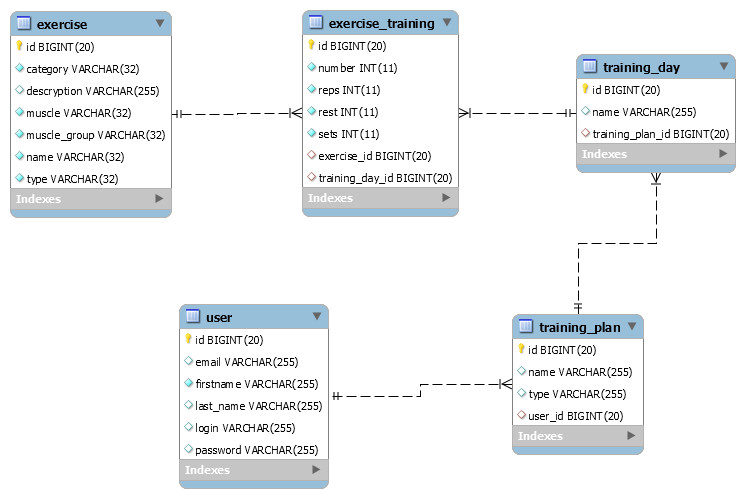 exercise
id BIGINT(20)
category VARCHAR(32)
descryption VARCHAR(255)
muscle VARCHAR(32)
muscle_group VARCHAR(32)
name VARCHAR(32)
type VARCHAR(32)
Indexes
exercise_training
id BIGINT(20)
number INT(11)
reps INT(11)
rest INT(11)
sets INT(11)
exercise_id BIGINT(20)
training_day_id BIGINT(20)
Indexes
training_day
id BIGINT(20)
name VARCHAR(255)
training_plan_id BIGINT(20)
Indexes
user
id BIGINT(20)
email VARCHAR(255)
firstname VARCHAR(255)
last_name VARCHAR(255)
login VARCHAR(255)
password VARCHAR(255)
Indexes
training_plan
id BIGINT(20)
name VARCHAR(255)
type VARCHAR(255)
user_id BIGINT(20)
Indexes